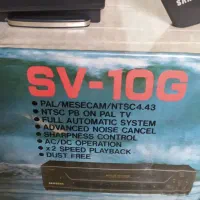 SV-10G
• PAL/MESECAM/NTSC4.43
• NTSC PB ON PAL TV
• FULL AUTOMATIC SYSTEM
• ADVANCED NOISE CANCEL
• SHARPNESS CONTROL
• AC/DC OPERATION
• x2 SPEED PLAYBACK
• DUST FREE